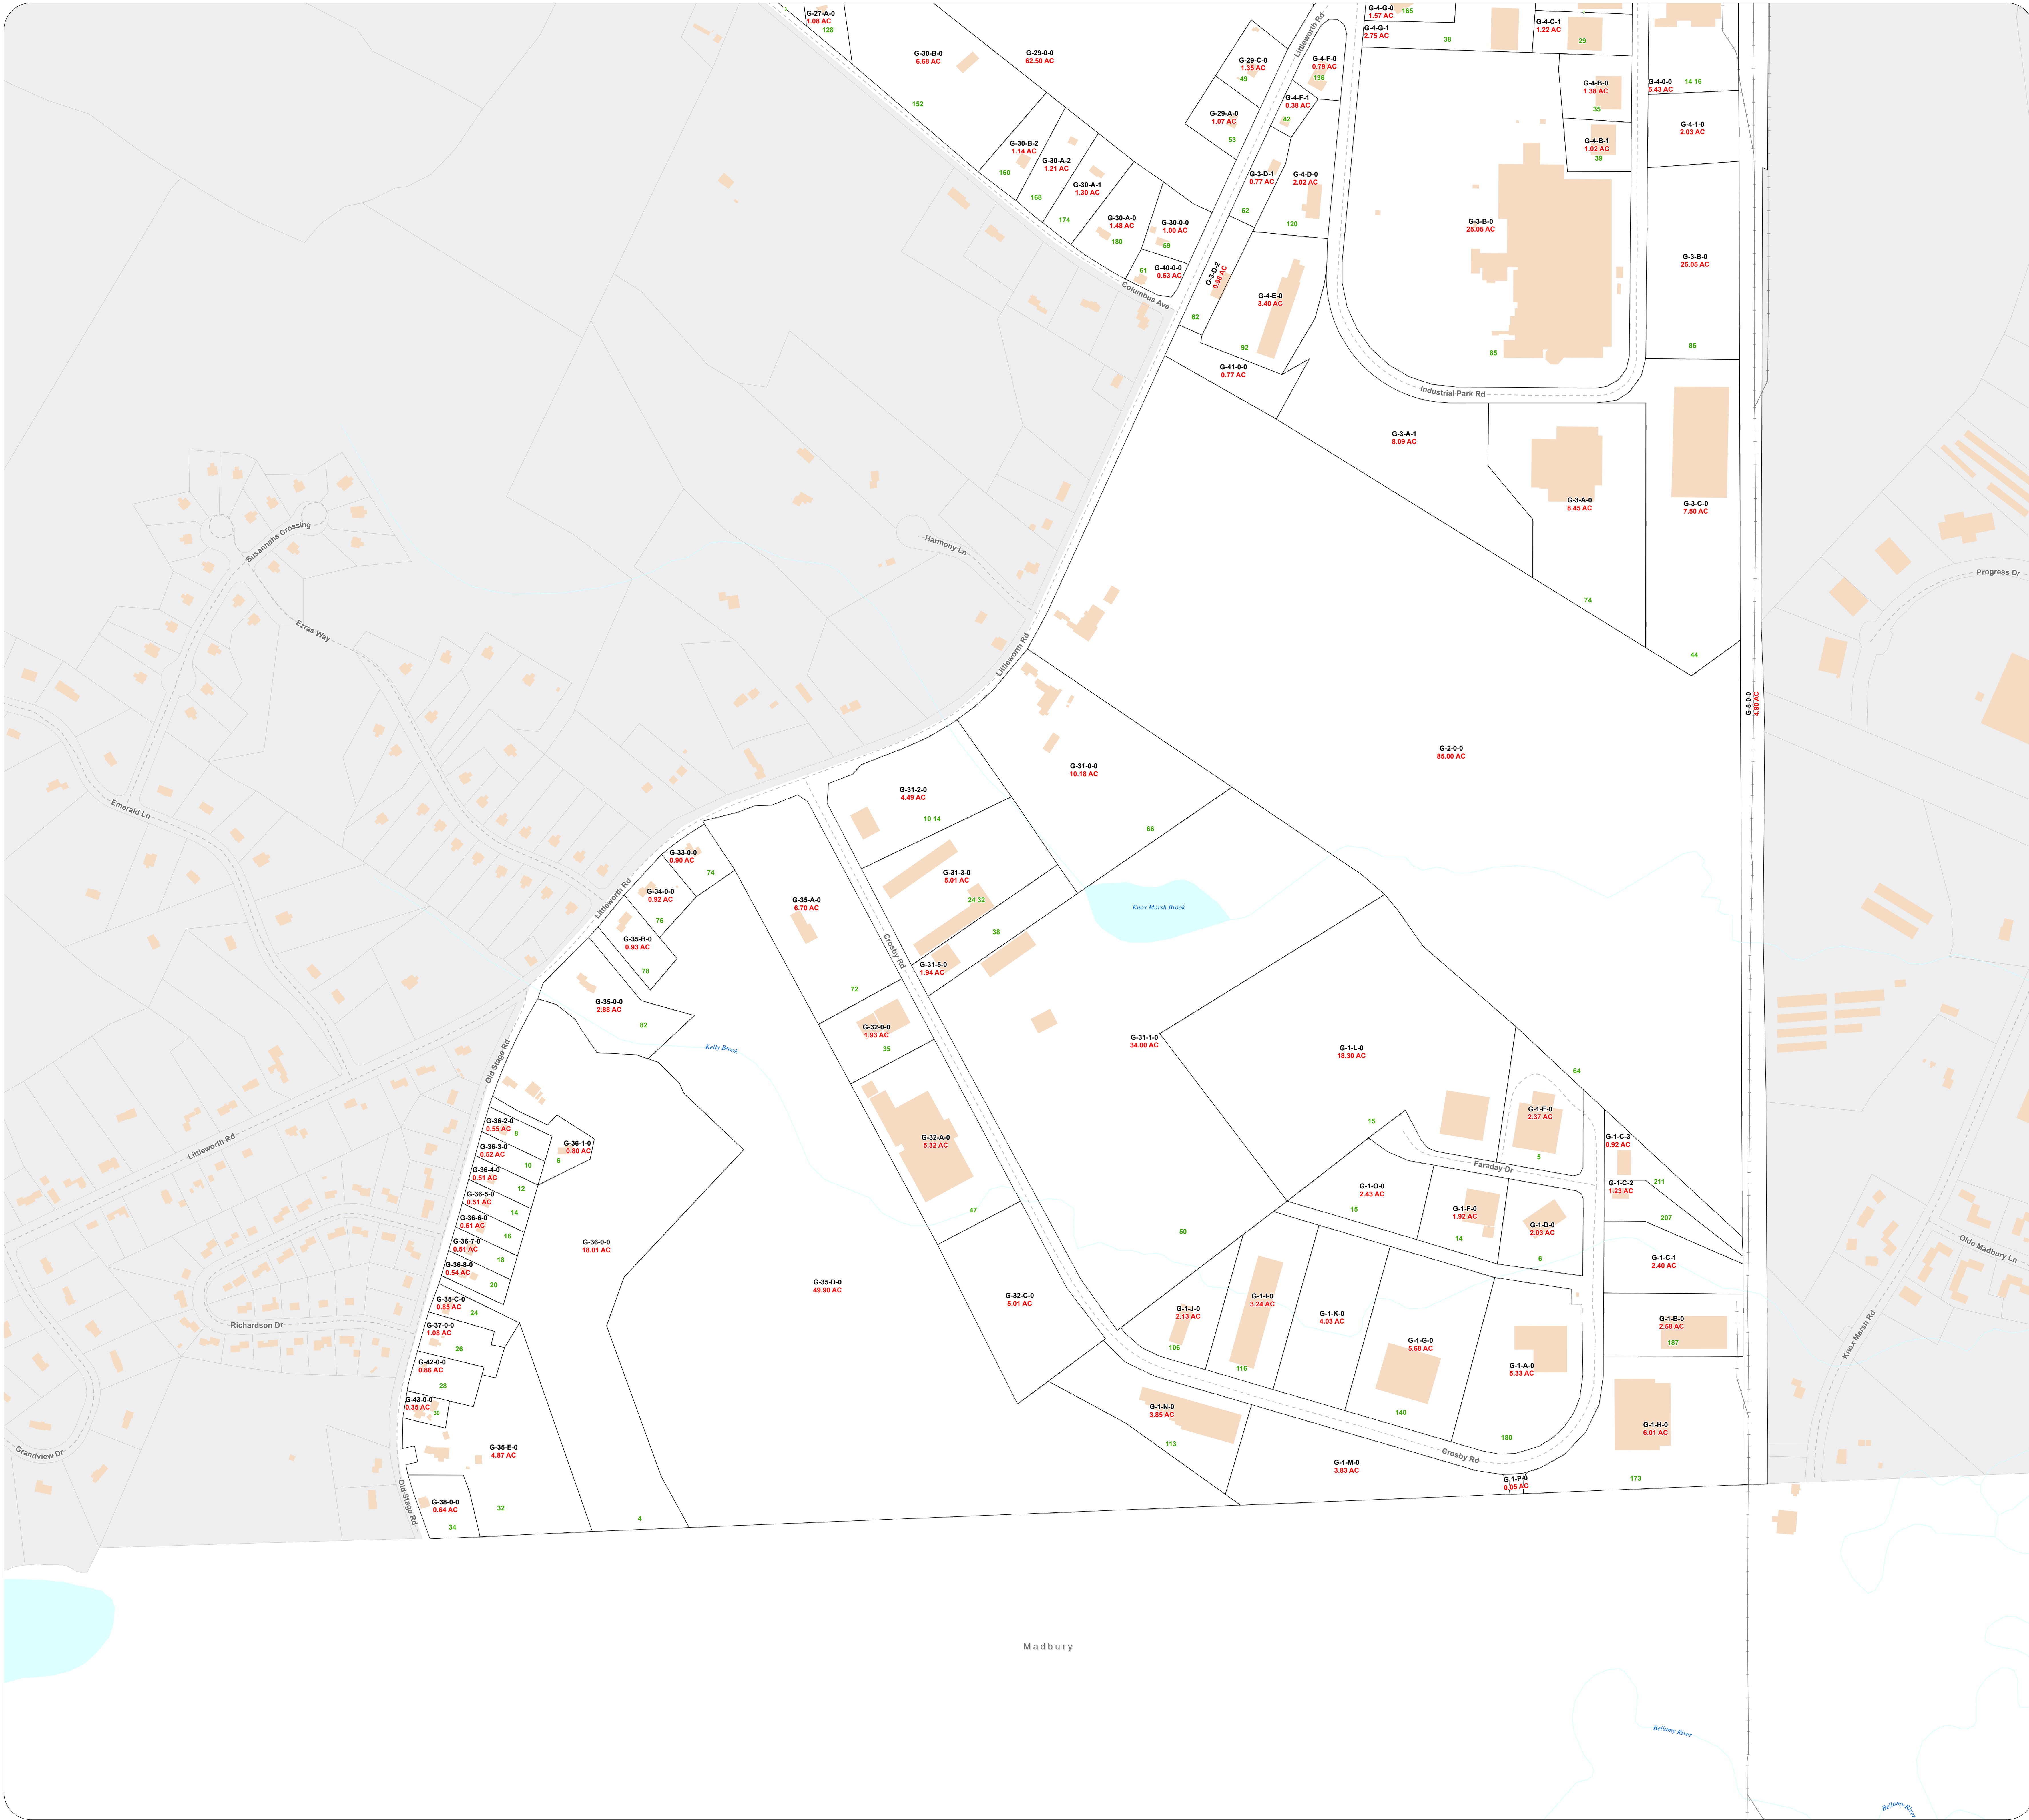 G-27-A-0
1.08 AC
128
G-30-B-0
6.68 AC
152
G-29-0-0
62.50 AC
G-29-C-0
1.35 AC
49
G-29-A-0
1.07 AC
53
Littleworth Rd
G-4-F-0
0.79 AC
136
G-4-F-1
0.38 AC
42
G-4-G-0
1.57 AC
165
G-4-G-1
2.75 AC
38
G-4-C-1
1.22 AC
29
G-4-B-0
1.38 AC
35
G-4-0-0
5.43 AC
14 16
G-4-B-1
1.02 AC
39
G-4-1-0
2.03 AC
G-30-B-2
1.14 AC
160
G-30-A-2
1.21 AC
168
G-30-A-1
1.30 AC
174
G-30-A-0
1.48 AC
180
G-30-0-0
1.00 AC
59
61
G-40-0-0
0.53 AC
Columbus Ave
G-3-D-1
0.77 AC
52
G-4-D-0
2.02 AC
120
G-3-D-2
0.98 AC
62
G-4-E-0
3.40 AC
92
G-3-B-0
25.05 AC
85
G-3-B-0
25.05 AC
85
G-41-0-0
0.77 AC
Industrial Park Rd
G-3-A-1
8.09 AC
G-3-A-0
8.45 AC
74
G-3-C-0
7.50 AC
44
Susannahs Crossing
Harmony Ln
Ezras Way
Progress Dr
Littleworth Rd
G-5-0-0
4.90 AC
G-2-0-0
85.00 AC
G-31-0-0
10.18 AC
66
G-31-2-0
4.49 AC
10 14
Emerald Ln
G-33-0-0
0.90 AC
74
G-34-0-0
0.92 AC
76
Littleworth Rd
G-35-B-0
0.93 AC
78
G-35-A-0
6.70 AC
72
G-31-3-0
5.01 AC
24 32
Crosby Rd
38
G-31-5-0
1.94 AC
Knox Marsh Brook
G-35-0-0
2.88 AC
82
Kelly Brook
G-32-0-0
1.93 AC
35
G-31-1-0
34.00 AC
50
G-1-L-0
18.30 AC
15
64
Old Stage Rd
Littleworth Rd
G-36-2-0
0.55 AC
8
G-36-1-0
0.80 AC
6
G-36-3-0
0.52 AC
10
G-36-4-0
0.51 AC
12
G-36-5-0
0.51 AC
14
G-36-6-0
0.51 AC
16
G-36-7-0
0.51 AC
18
G-36-8-0
0.54 AC
20
G-36-0-0
18.01 AC
4
G-32-A-0
5.32 AC
47
G-1-E-0
2.37 AC
5
G-1-C-3
0.92 AC
211
G-1-C-2
1.23 AC
207
Faraday Dr
G-1-O-0
2.43 AC
15
G-1-F-0
1.92 AC
14
G-1-D-0
2.03 AC
6
G-1-C-1
2.40 AC
Olde Madbury Ln
G-35-D-0
49.90 AC
G-32-C-0
5.01 AC
G-1-J-0
2.13 AC
106
G-1-I-0
3.24 AC
116
G-1-K-0
4.03 AC
G-1-G-0
5.68 AC
140
G-1-A-0
5.33 AC
180
G-1-B-0
2.58 AC
187
Knox Marsh Rd
G-35-C-0
0.85 AC
24
Richardson Dr
G-37-0-0
1.08 AC
26
G-42-0-0
0.86 AC
28
G-43-0-0
0.35 AC
30
G-35-E-0
4.87 AC
32
Grandview Dr
Old Stage Rd
G-38-0-0
0.64 AC
34
G-1-N-0
3.85 AC
113
G-1-M-0
3.83 AC
Crosby Rd
G-1-P-0
0.05 AC
G-1-H-0
6.01 AC
173
Madbury
Bellamy River
Bellamy River